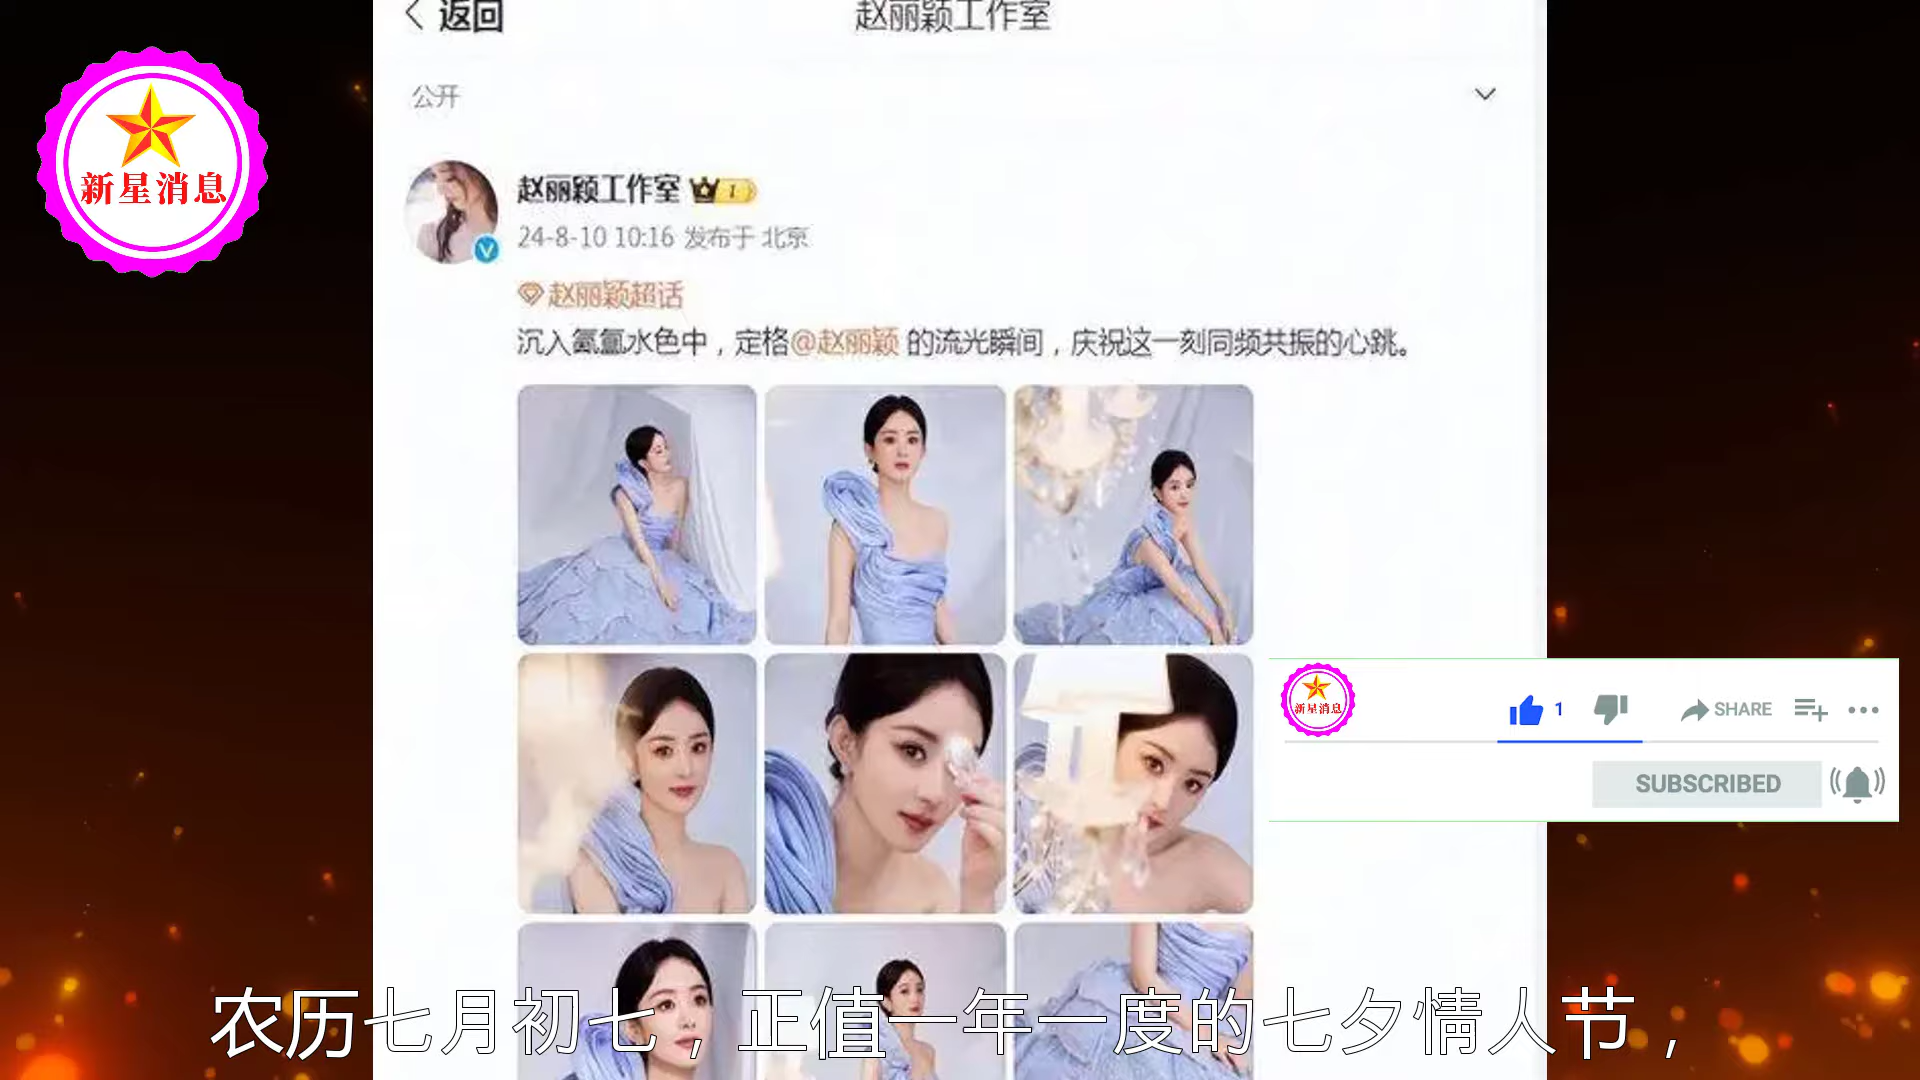 返回
赵丽颖工作室
公开
新星消息
赵丽颖工作室 1
24-8-10 10:16 发布于 北京
赵丽颖超话
沉入氤氲水色中，定格@赵丽颖 的流光瞬间，庆祝这一刻同频共振的心跳。
新星消息
1
SHARE
SUBSCRIBED
农历七月初七，正值一年一度的七夕情人节，